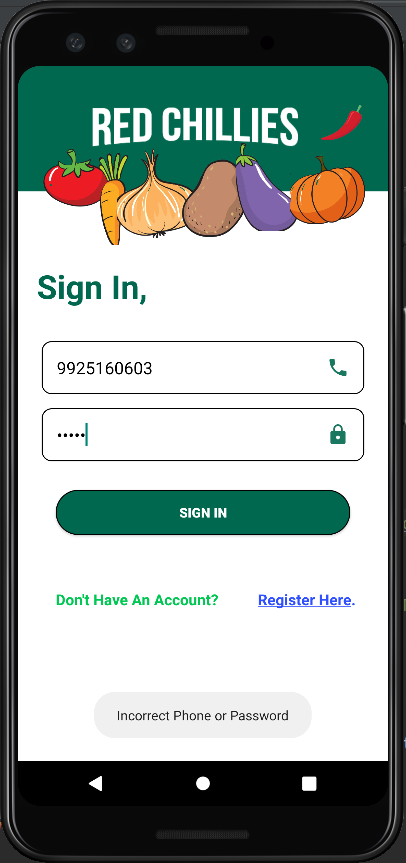 RED CHILLIES
Sign In,
9925160603
•••••
SIGN IN
Don't Have An Account? Register Here.
Incorrect Phone or Password